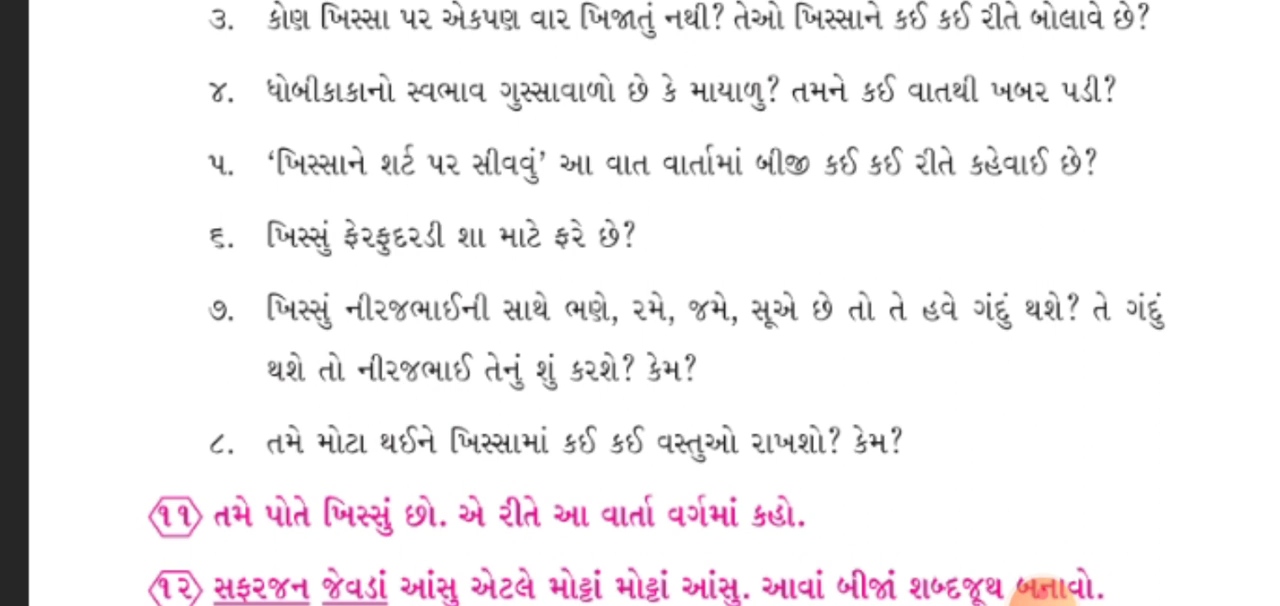 ૩. કોણ ખિસ્સા પર એકપણ વાર ખિજાતું નથી? તેઓ ખિસ્સાને કઈ કઈ રીતે બોલાવે છે?
૪. ધોબીકાકાનો સ્વભાવ ગુસ્સાવાળો છે કે માયાળુ? તમને કઈ વાતથી ખબર પડી?
૫. ‘ખિસ્સાને શર્ટ પર સીવવું’ આ વાત વાર્તામાં બીજી કઈ કઈ રીતે કહેવાઈ છે?
૬. ખિસ્સું ફેરફુદરડી શા માટે ફરે છે?
૭. ખિસ્સું નીરજભાઈની સાથે ભણે, રમે, જમે, સૂએ છે તો તે હવે ગંદું થશે? તે ગંદું
થશે તો નીરજભાઈ તેનું શું કરશે? કેમ?
૮. તમે મોટા થઈને ખિસ્સામાં કઈ કઈ વસ્તુઓ રાખશો? કેમ?
૧૧ તમે પોતે ખિસ્સું છો. એ રીતે આ વાર્તા વર્ગમાં કહો.
૧૨ સફરજન જેવડાં આંસુ એટલે મોટ્ટાં મોટ્ટાં આંસુ. આવાં બીજાં શબ્દજૂથ બનાવો.